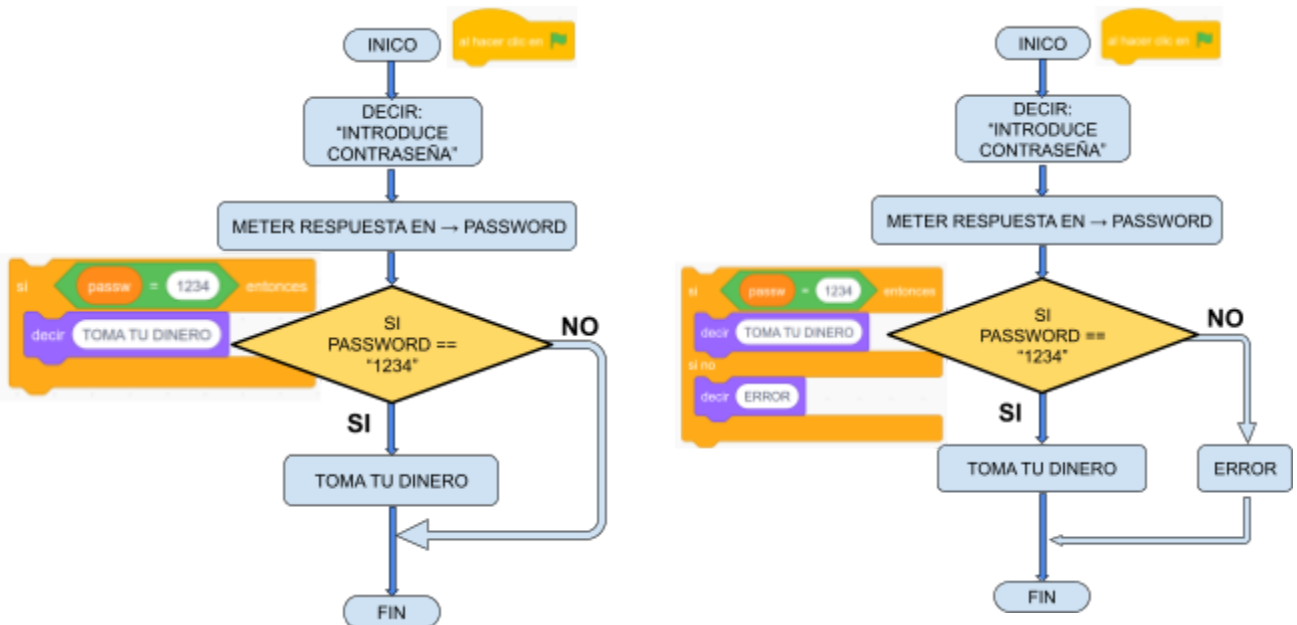 INICO
al hacer clic en
DECIR:
"INTRODUCE
CONTRASEÑA"
METER RESPUESTA EN → PASSWORD
si passw = 1234 entonces
decir TOMA TU DINERO
SI
PASSWORD ==
"1234"
NO
SI
TOMA TU DINERO
FIN
INICO
al hacer clic en
DECIR:
"INTRODUCE
CONTRASEÑA"
METER RESPUESTA EN → PASSWORD
si passw = 1234 entonces
decir TOMA TU DINERO
si no
decir ERROR
SI
PASSWORD ==
"1234"
NO
SI
TOMA TU DINERO
ERROR
FIN